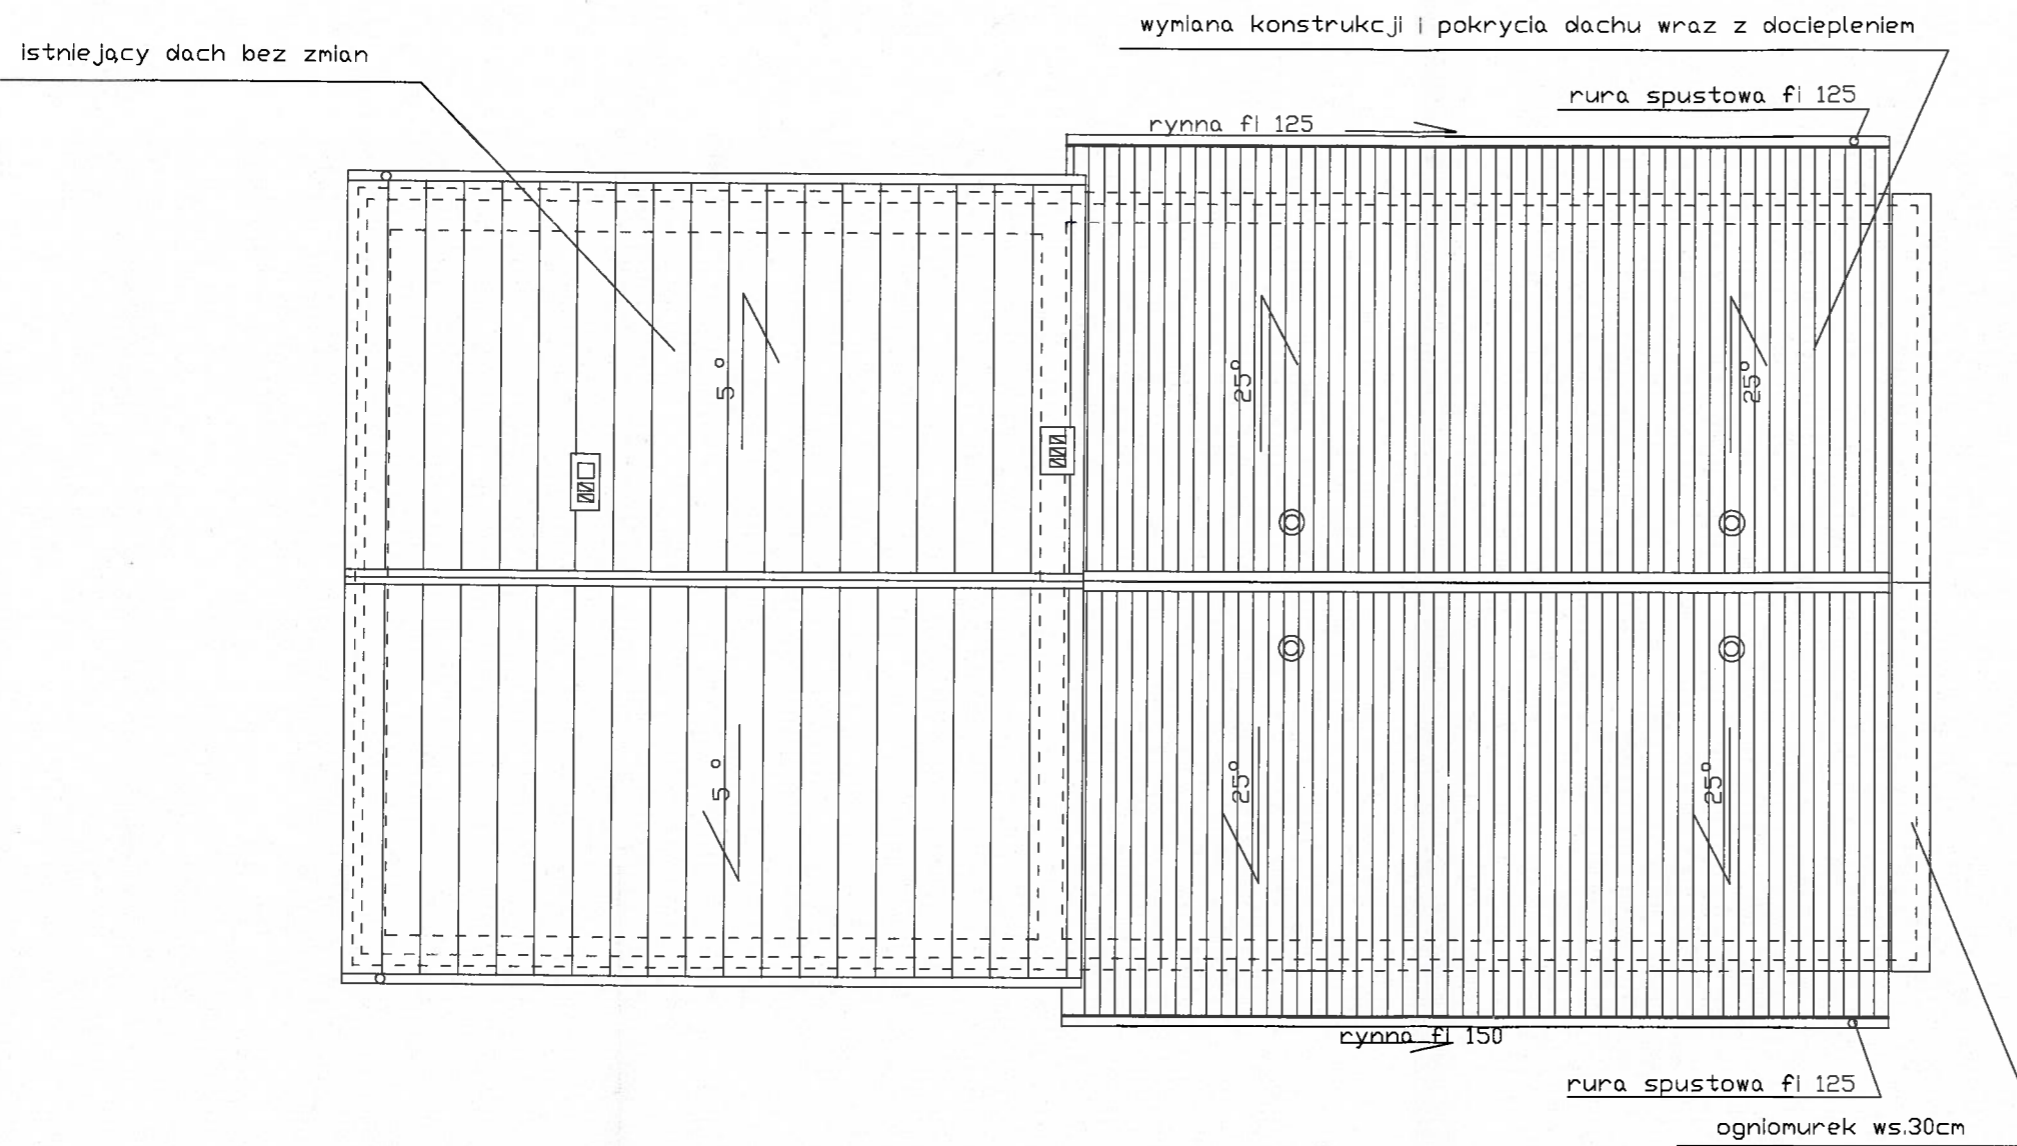 wymiana konstrukcji i pokrycia dachu wraz z dociepleniem
istniejący dach bez zmian
rura spustowa fi 125
rynna fi 125
5°
25°
25°
5°
25°
25°
rynna fi 150
rura spustowa fi 125
ogniomurek ws.30cm